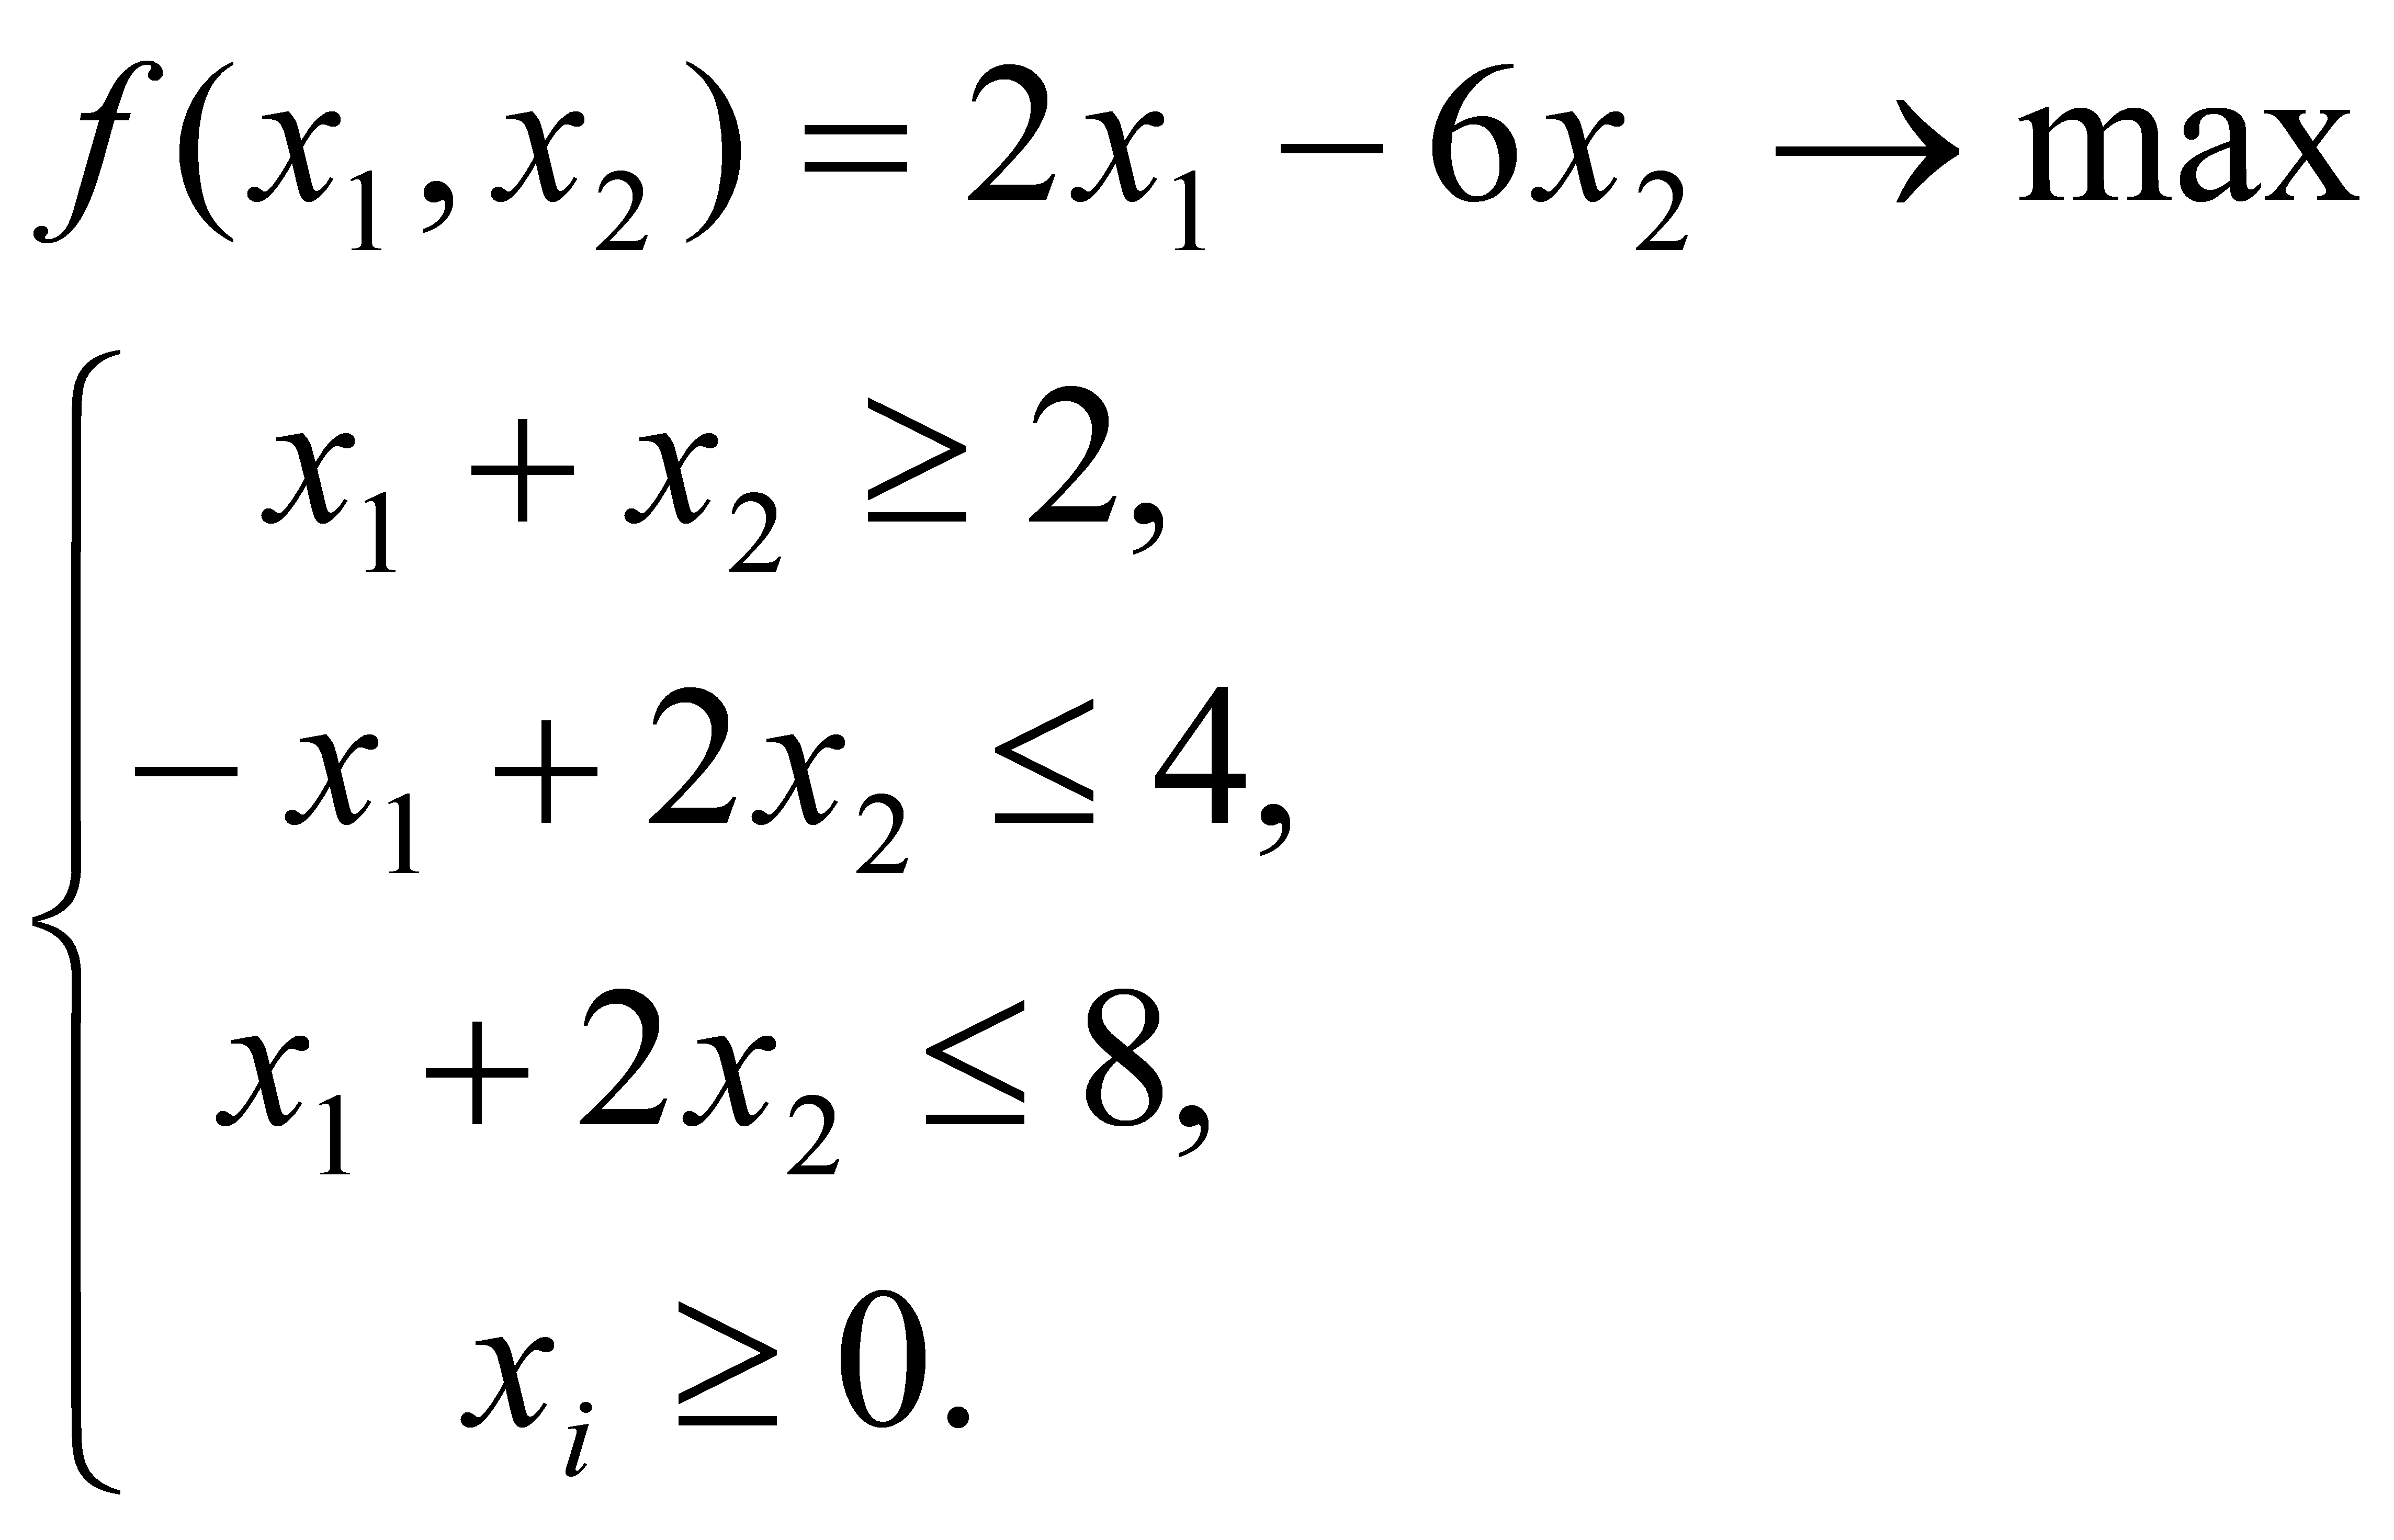 f(x₁, x₂) = 2x₁ − 6x₂ → max
x₁ + x₂ ≥ 2,
− x₁ + 2x₂ ≤ 4,
x₁ + 2x₂ ≤ 8,
xᵢ ≥ 0.